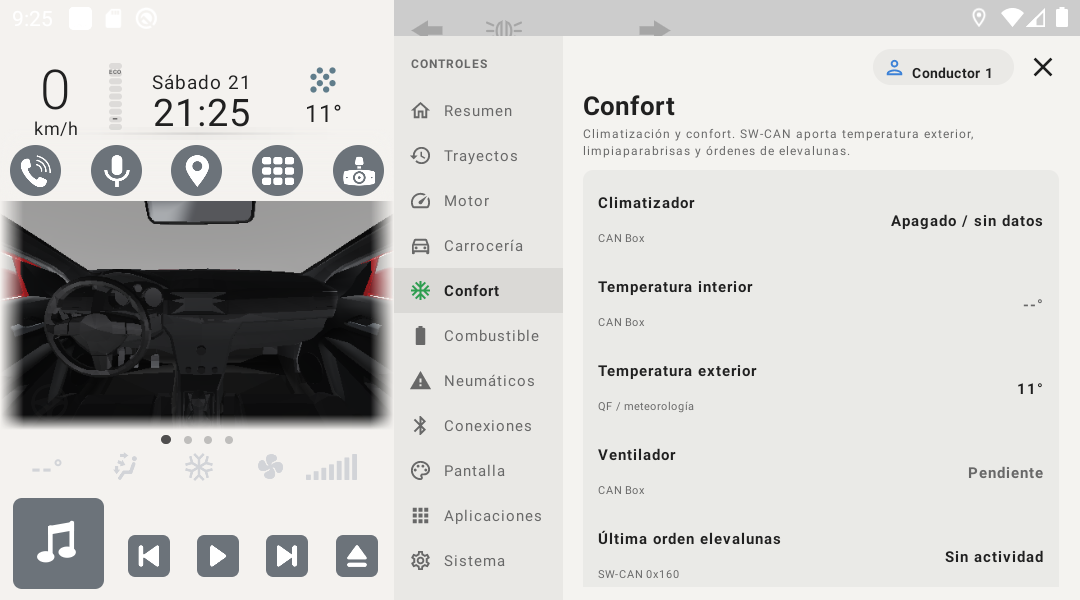 9:25
0
km/h
ECO
Sábado 21
21:25
11°
--°
CONTROLES
Resumen
Trayectos
Motor
Carrocería
Confort
Combustible
Neumáticos
Conexiones
Pantalla
Aplicaciones
Sistema
Conductor 1
Confort
Climatización y confort. SW-CAN aporta temperatura exterior,
limpiaparabrisas y órdenes de elevalunas.
Climatizador
Apagado / sin datos
CAN Box
Temperatura interior
--°
CAN Box
Temperatura exterior
11°
QF / meteorología
Ventilador
Pendiente
CAN Box
Última orden elevalunas
Sin actividad
SW-CAN 0x160